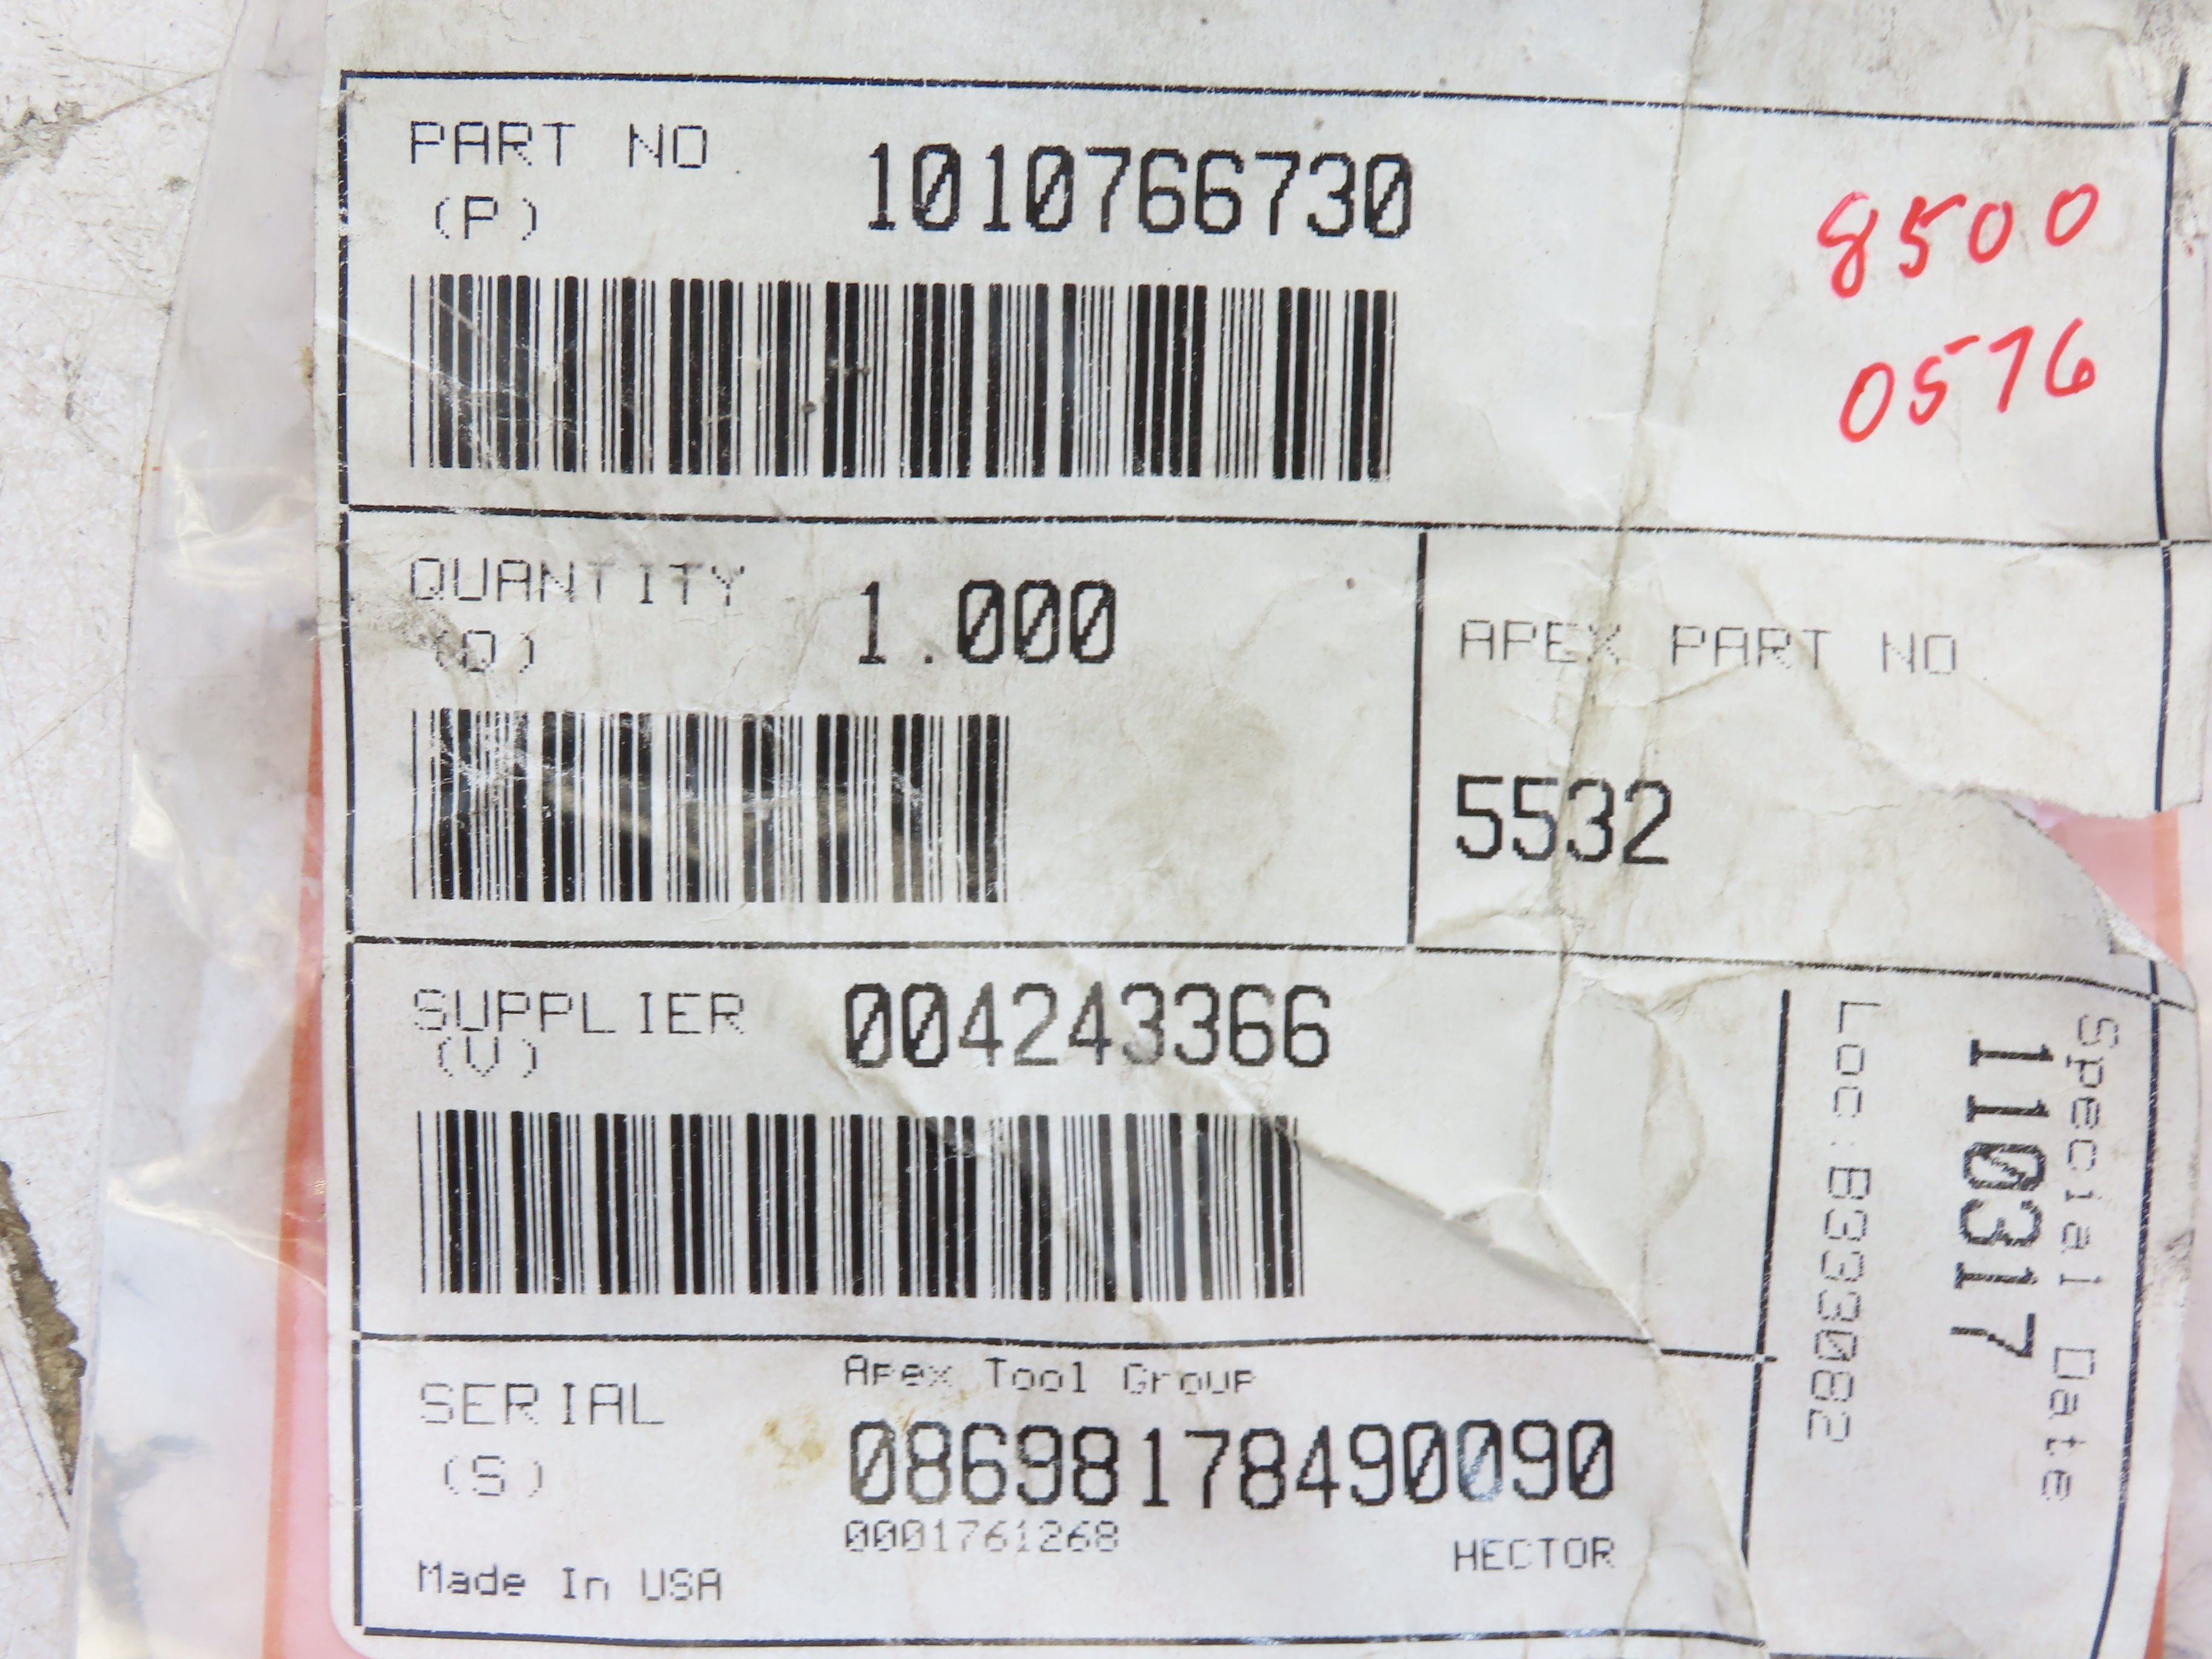 PART NO
(P)
1010766730
8500
0576
QUANTITY
(Q)
1.000
APEX PART NO
5532
SUPPLIER
(V)
004243366
Special Date
110317
Loc: B333082
SERIAL
(S)
Apex Tool Group
08698178490090
0001761268
HECTOR
Made In USA